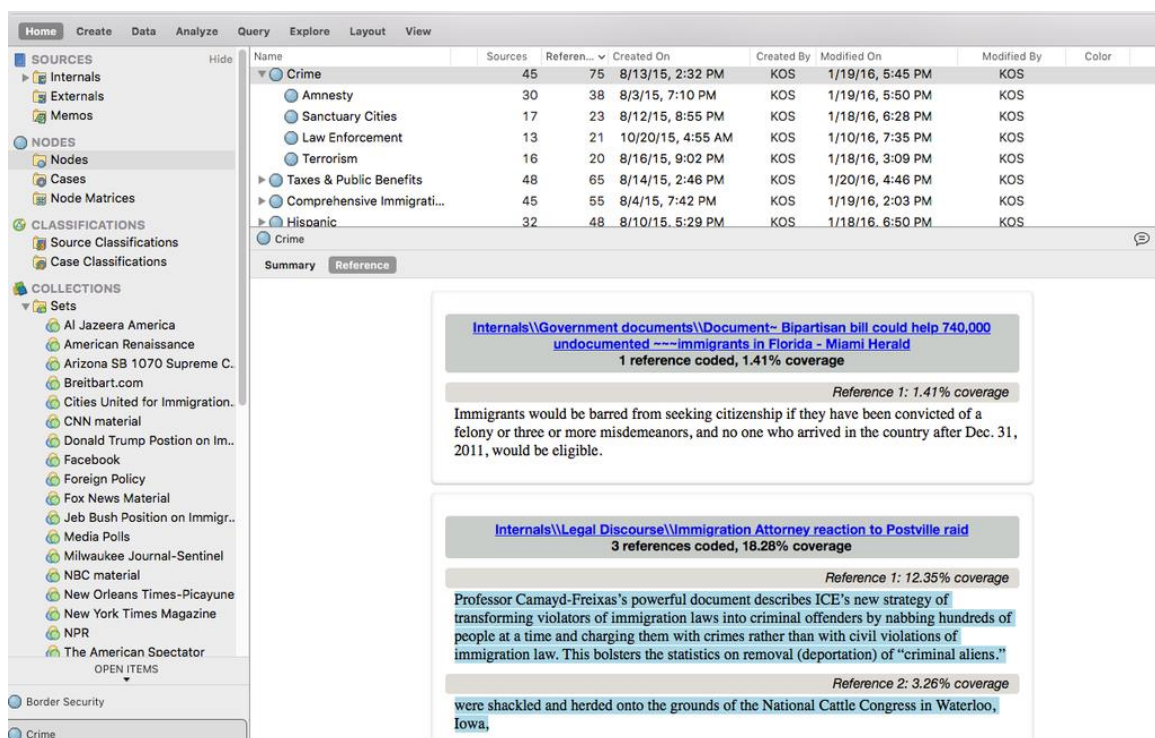 Home Create Data Analyze Query Explore Layout View
SOURCES Hide
Internals
Externals
Memos
NODES
Nodes
Cases
Node Matrices
CLASSIFICATIONS
Source Classifications
Case Classifications
COLLECTIONS
Sets
Al Jazeera America
American Renaissance
Arizona SB 1070 Supreme C..
Breitbart.com
Cities United for Immigration..
CNN material
Donald Trump Postion on Im..
Facebook
Foreign Policy
Fox News Material
Jeb Bush Position on Immigr..
Media Polls
Milwaukee Journal-Sentinel
NBC material
New Orleans Times-Picayune
New York Times Magazine
NPR
The American Spectator
OPEN ITEMS
Border Security
Crime
Name Sources Referen... Created On Created By Modified On Modified By Color
Crime 45 75 8/13/15, 2:32 PM KOS 1/19/16, 5:45 PM KOS
Amnesty 30 38 8/3/15, 7:10 PM KOS 1/19/16, 5:50 PM KOS
Sanctuary Cities 17 23 8/12/15, 8:55 PM KOS 1/18/16, 6:28 PM KOS
Law Enforcement 13 21 10/20/15, 4:55 AM KOS 1/10/16, 7:35 PM KOS
Terrorism 16 20 8/16/15, 9:02 PM KOS 1/18/16, 3:09 PM KOS
Taxes & Public Benefits 48 65 8/14/15, 2:46 PM KOS 1/20/16, 4:46 PM KOS
Comprehensive Immigrati... 45 55 8/4/15, 7:42 PM KOS 1/19/16, 2:03 PM KOS
Hispanic 32 48 8/10/15, 5:29 PM KOS 1/18/16, 6:50 PM KOS
Crime
Summary Reference
Internals\\Government documents\\Document~ Bipartisan bill could help 740,000
undocumented ~~~immigrants in Florida - Miami Herald
1 reference coded, 1.41% coverage
Reference 1: 1.41% coverage
Immigrants would be barred from seeking citizenship if they have been convicted of a
felony or three or more misdemeanors, and no one who arrived in the country after Dec. 31,
2011, would be eligible.
Internals\\Legal Discourse\\Immigration Attorney reaction to Postville raid
3 references coded, 18.28% coverage
Reference 1: 12.35% coverage
Professor Camayd-Freixas's powerful document describes ICE's new strategy of
transforming violators of immigration laws into criminal offenders by nabbing hundreds of
people at a time and charging them with crimes rather than with civil violations of
immigration law. This bolsters the statistics on removal (deportation) of “criminal aliens.”
Reference 2: 3.26% coverage
were shackled and herded onto the grounds of the National Cattle Congress in Waterloo,
Iowa,